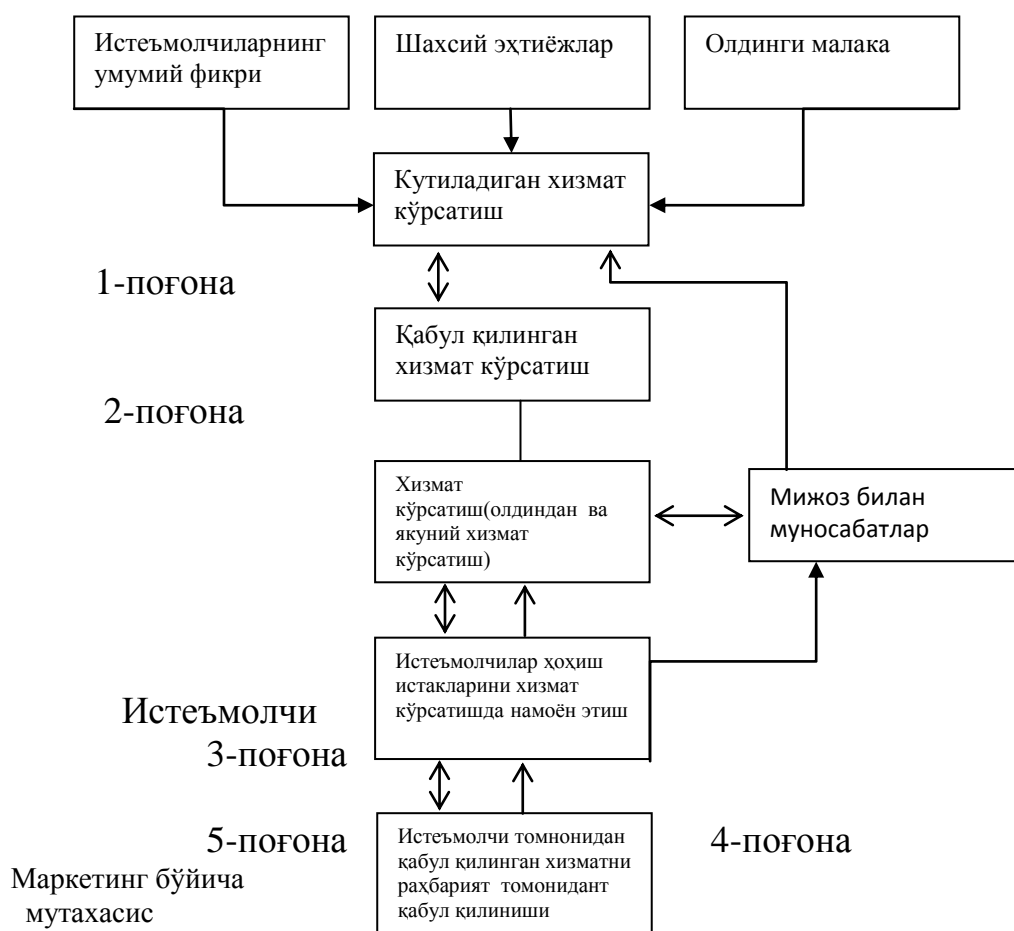 Истеъмолчиларнинг
умумий фикри
Шахсий эҳтиёжлар
Олдинги малака
Кутиладиган хизмат
кўрсатиш
1-поғона
Қабул қилинган
хизмат кўрсатиш
2-поғона
Хизмат
кўрсатиш(олдиндан ва
якуний хизмат
кўрсатиш)
Мижоз билан
муносабатлар
Истеъмолчилар ҳоҳиш
истакларини хизмат
кўрсатишда намоён этиш
Истеъмолчи
3-поғона
5-поғона
Истеъмолчи томнонидан
қабул қилинган хизматни
раҳбарият томонидант
қабул қилиниши
4-поғона
Маркетинг бўйича
мутахасис